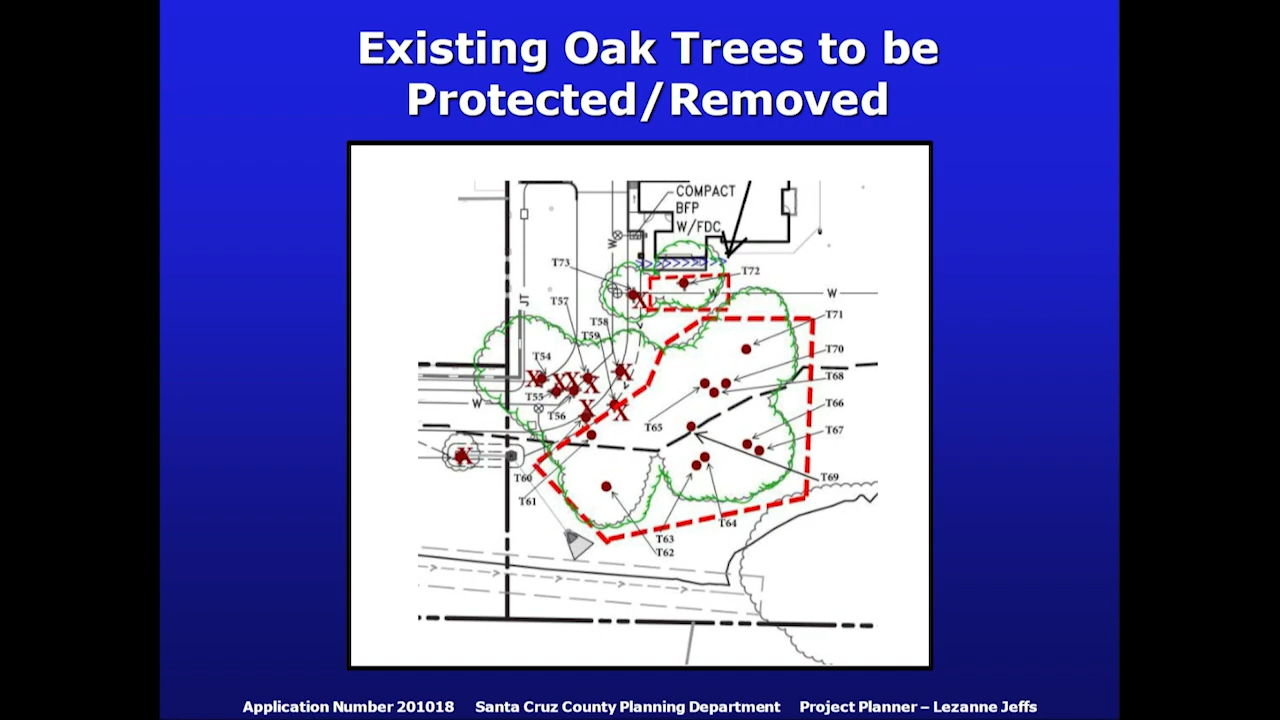 Existing Oak Trees to be
Protected/Removed
COMPACT
BFP
W/FDC
W
T73
T72
W
W
JT
T57
T71
T58
T59
T70
T54
T68
X
X
X
X
X
X
T55
W
T66
T56
X
X
T65
T67
X
T60
T69
T61
T64
T63
T62
Application Number 201018 Santa Cruz County Planning Department Project Planner – Lezanne Jeffs